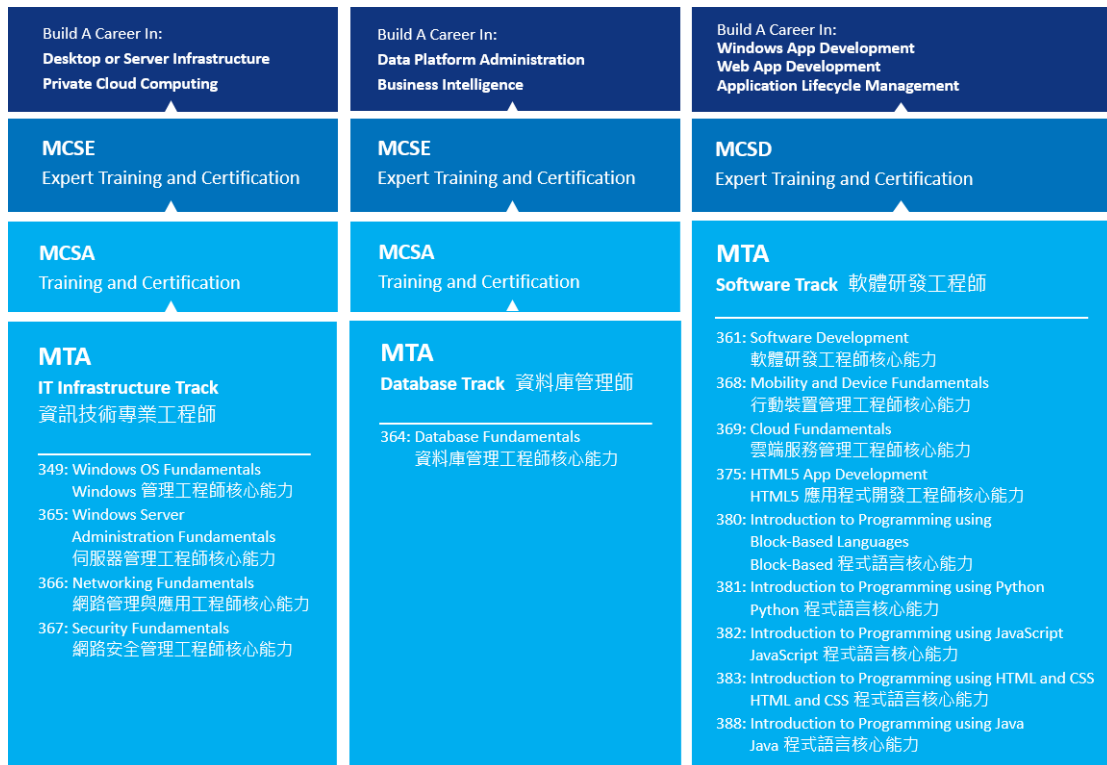 Build A Career In:
Desktop or Server Infrastructure
Private Cloud Computing
MCSE
Expert Training and Certification
MCSA
Training and Certification
MTA
IT Infrastructure Track
資訊技術專業工程師
349: Windows OS Fundamentals
Windows 管理工程師核心能力
365: Windows Server
Administration Fundamentals
伺服器管理工程師核心能力
366: Networking Fundamentals
網路管理與應用工程師核心能力
367: Security Fundamentals
網路安全管理工程師核心能力
Build A Career In:
Data Platform Administration
Business Intelligence
MCSE
Expert Training and Certification
MCSA
Training and Certification
MTA
Database Track 資料庫管理師
364: Database Fundamentals
資料庫管理工程師核心能力
Build A Career In:
Windows App Development
Web App Development
Application Lifecycle Management
MCSD
Expert Training and Certification
MTA
Software Track 軟體研發工程師
361: Software Development
軟體研發工程師核心能力
368: Mobility and Device Fundamentals
行動裝置管理工程師核心能力
369: Cloud Fundamentals
雲端服務管理工程師核心能力
375: HTML5 App Development
HTML5 應用程式開發工程師核心能力
380: Introduction to Programming using
Block-Based Languages
Block-Based 程式語言核心能力
381: Introduction to Programming using Python
Python 程式語言核心能力
382: Introduction to Programming using JavaScript
JavaScript 程式語言核心能力
383: Introduction to Programming using HTML and CSS
HTML and CSS 程式語言核心能力
388: Introduction to Programming using Java
Java 程式語言核心能力